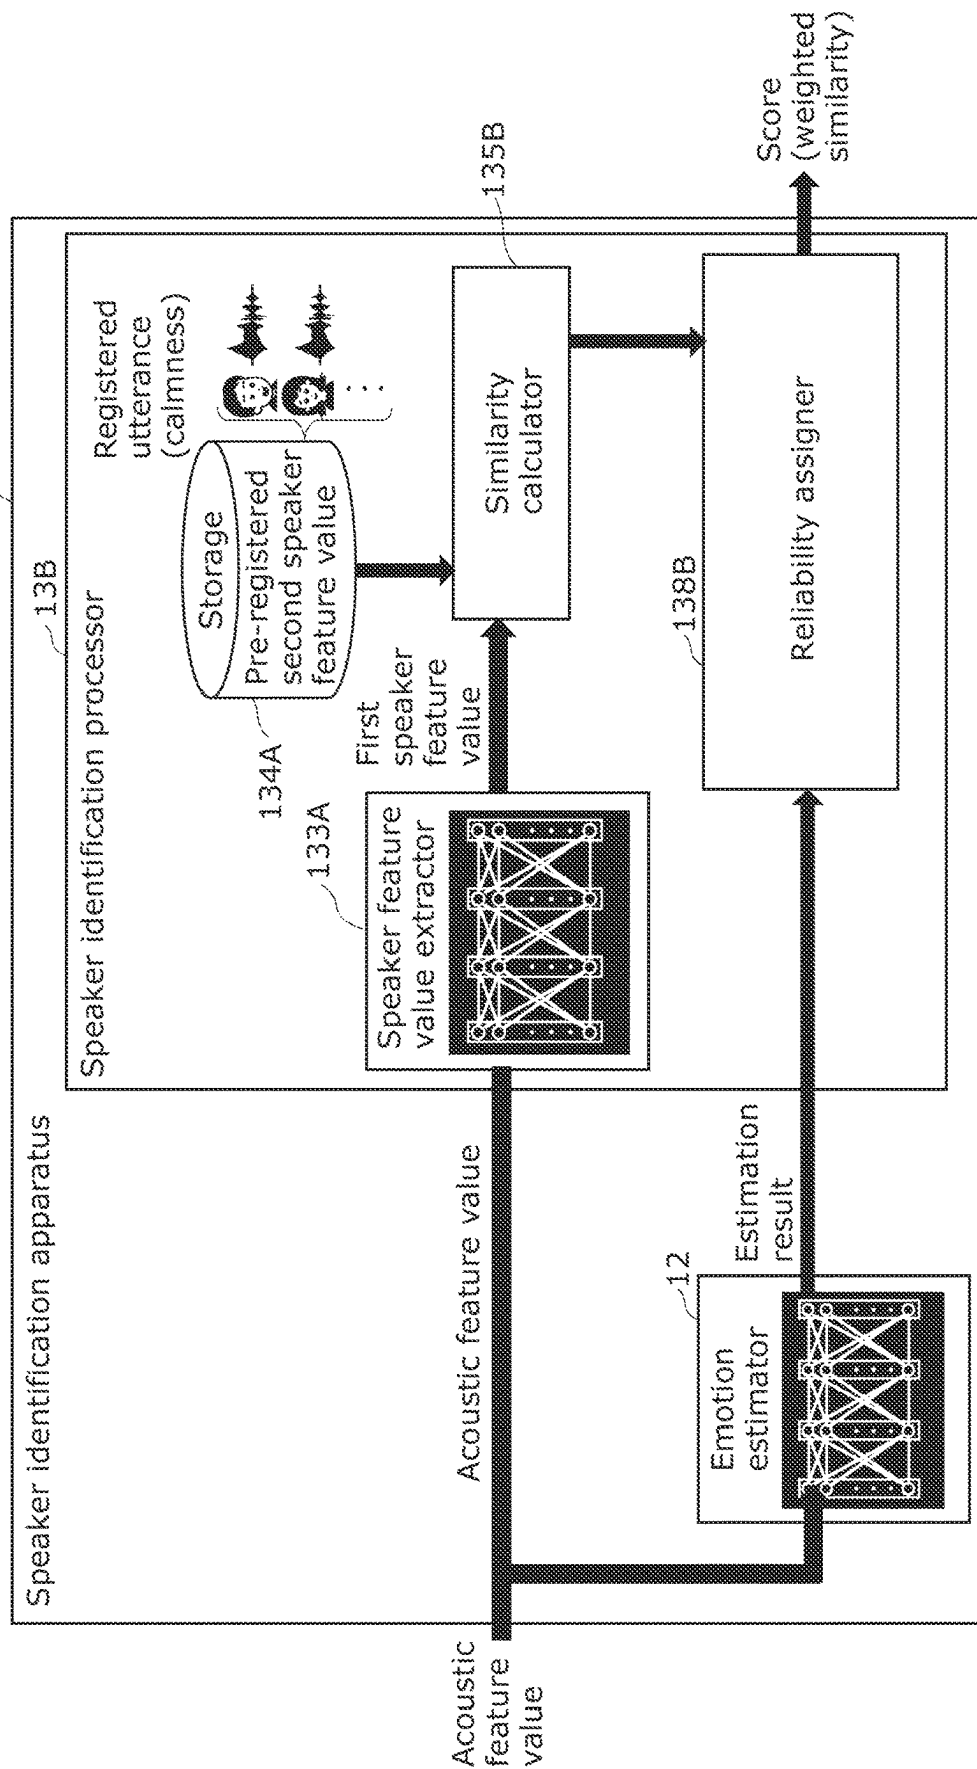 Speaker identification apparatus
13B
Speaker identification processor
Registered
utterance
(calmness)
Storage
Pre-registered
second speaker
feature value
134A
133A
Speaker feature
value extractor
First
speaker
feature
value
135B
Similarity
calculator
Acoustic
feature
value
Acoustic feature value
12
Emotion
estimator
Estimation
result
138B
Reliability assigner
Score
(weighted
similarity)